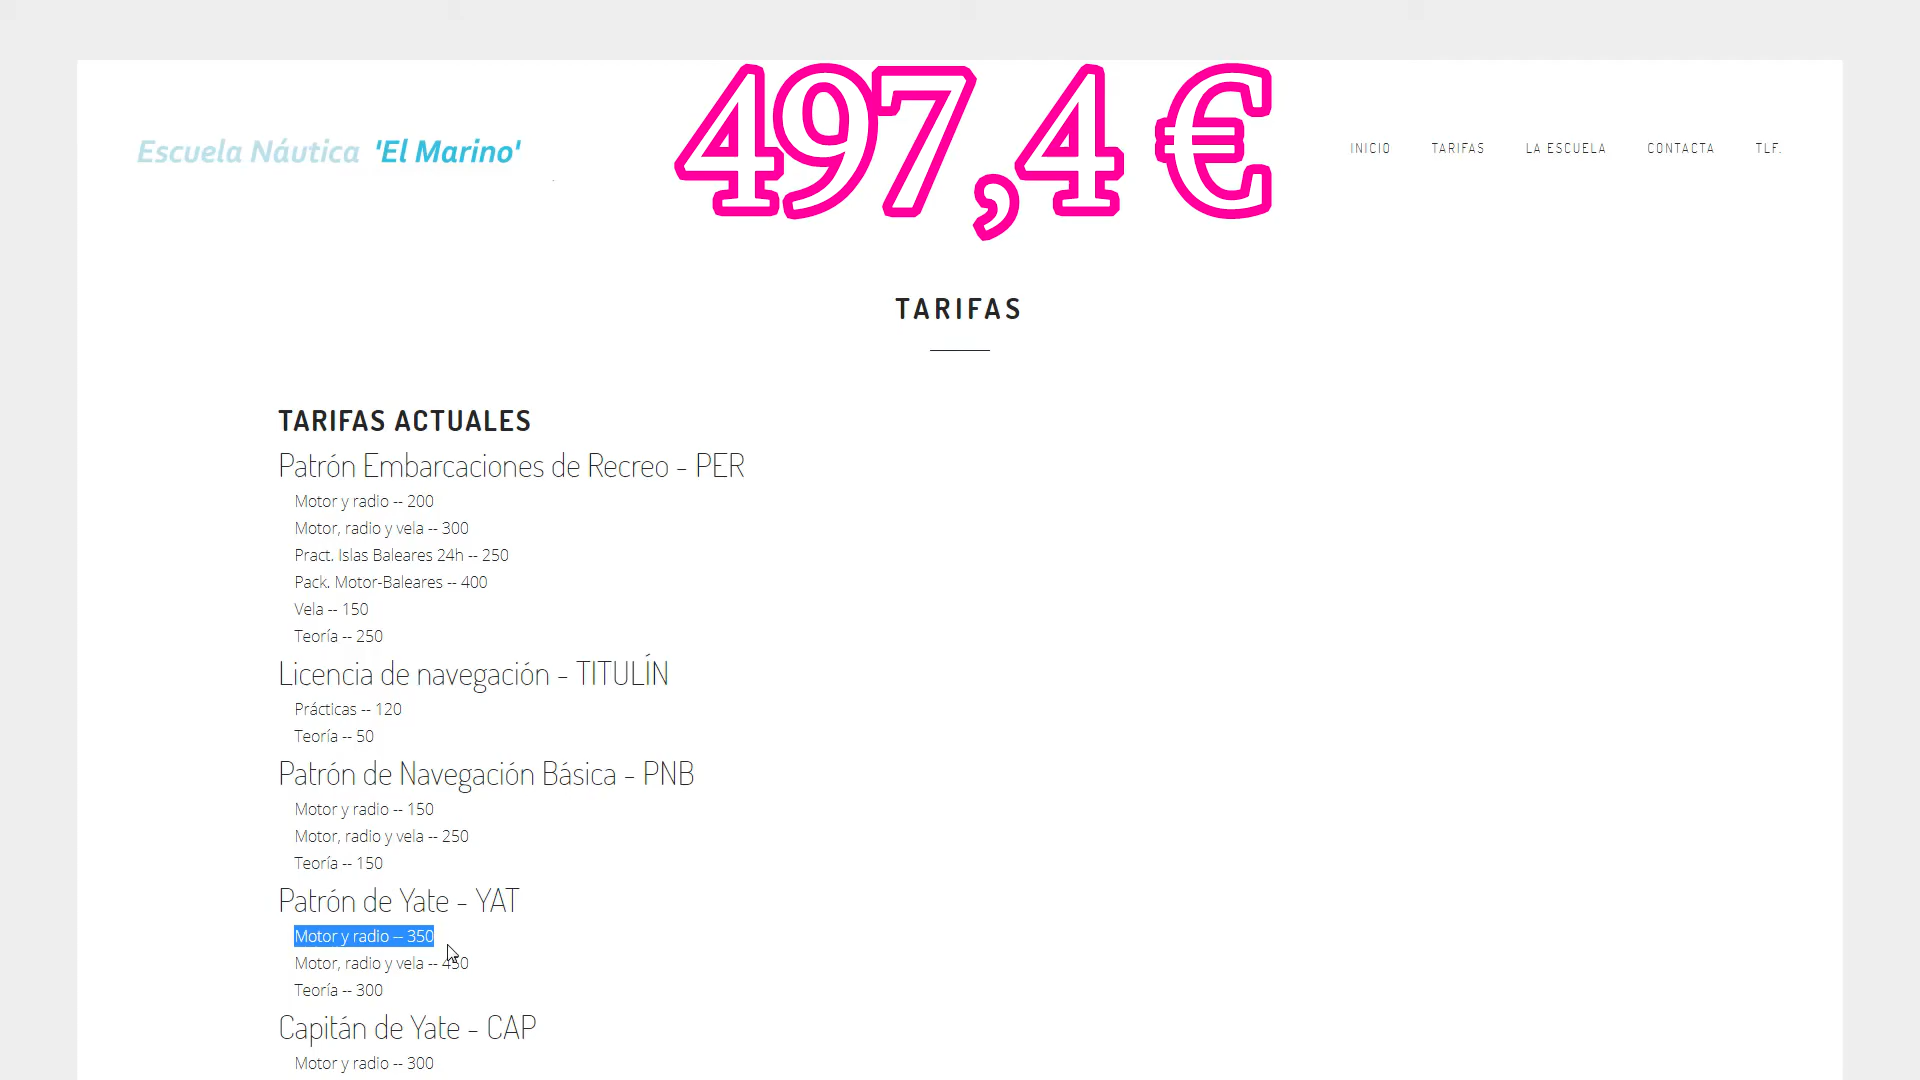 497,4 €
Escuela Náutica 'El Marino'
INICIO TARIFAS LA ESCUELA CONTACTA TLF.
TARIFAS
TARIFAS ACTUALES
Patrón Embarcaciones de Recreo - PER
Motor y radio -- 200
Motor, radio y vela -- 300
Pract. Islas Baleares 24h -- 250
Pack. Motor-Baleares -- 400
Vela -- 150
Teoría -- 250
Licencia de navegación - TITULÍN
Prácticas -- 120
Teoría -- 50
Patrón de Navegación Básica - PNB
Motor y radio -- 150
Motor, radio y vela -- 250
Teoría -- 150
Patrón de Yate - YAT
Motor y radio -- 350
Motor, radio y vela -- 450
Teoría -- 300
Capitán de Yate - CAP
Motor y radio -- 300